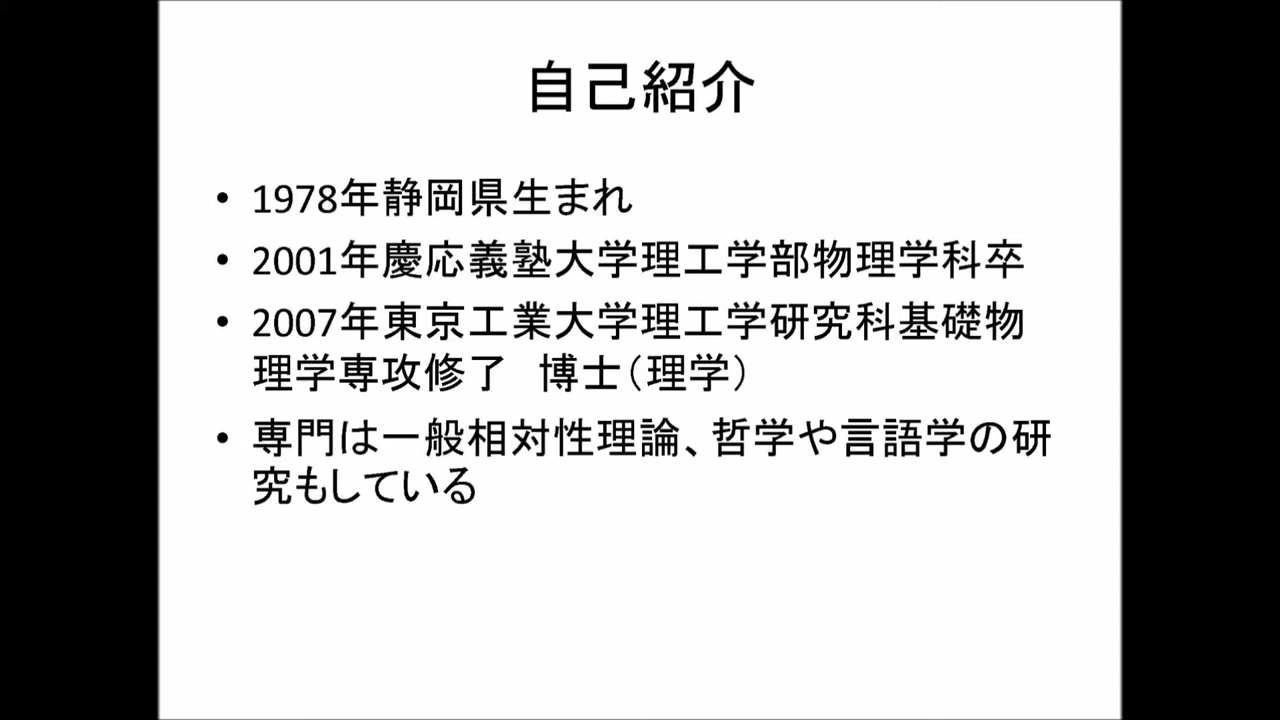 自己紹介
• 1978年静岡県生まれ
• 2001年慶応義塾大学理工学部物理学科卒
• 2007年東京工業大学理工学研究科基礎物
理学専攻修了　博士（理学）
• 専門は一般相対性理論、哲学や言語学の研
究もしている